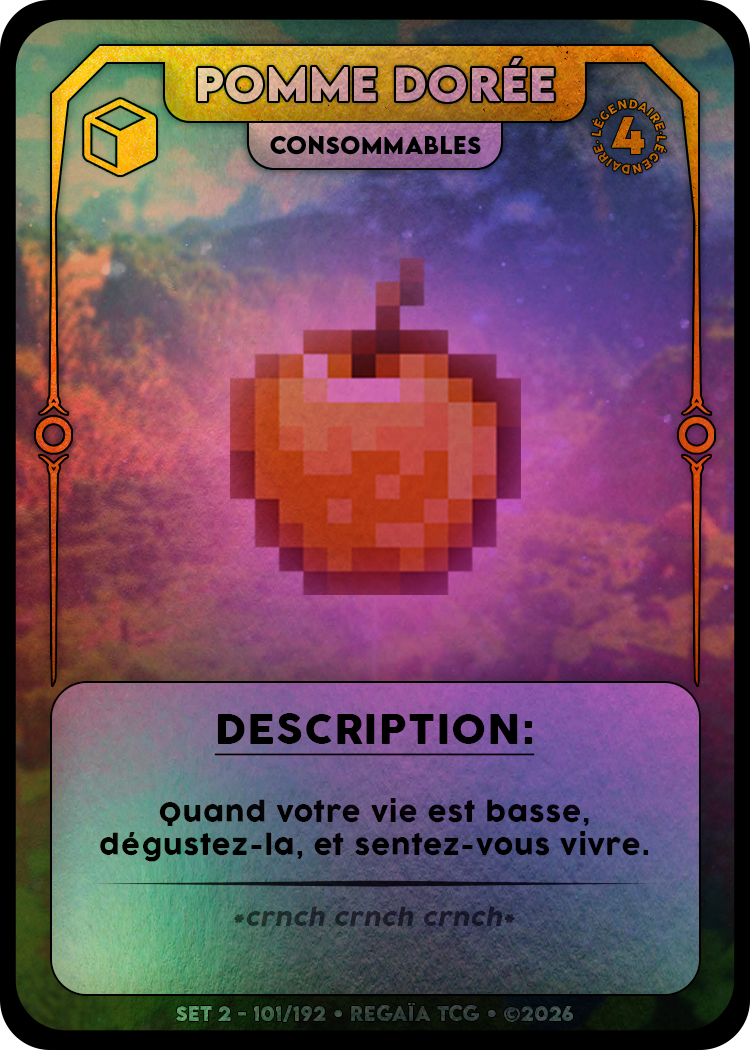 POMME DORÉE
CONSOMMABLES
4
LÉGENDAIRE·LÉGENDAIRE·
DESCRIPTION:
Quand votre vie est basse,
dégustez-la, et sentez-vous vivre.
*crnch crnch crnch*
SET 2 - 101/192 • REGAÏA TCG • ©2026